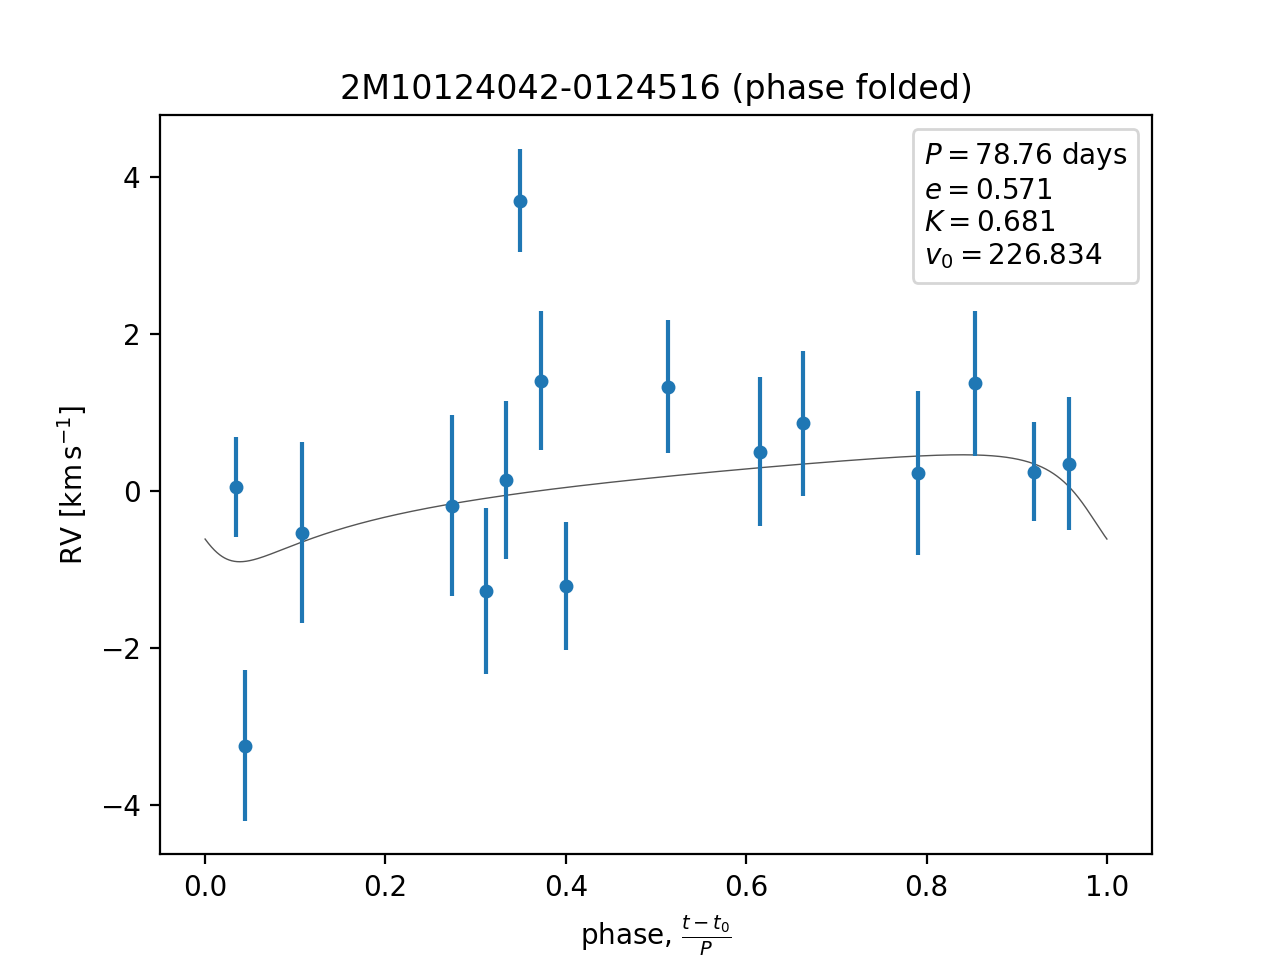 2M10124042-0124516 (phase folded)
P = 78.76 days
e = 0.571
K = 0.681
v₀ = 226.834
4
2
0
−2
−4
RV [km s⁻¹]
0.0 0.2 0.4 0.6 0.8 1.0
phase, (t − t₀)/P